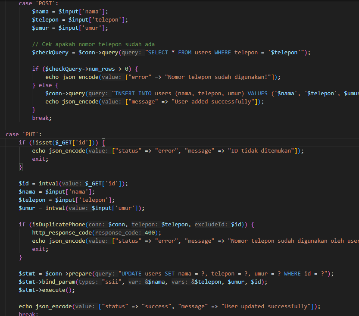 case 'POST':
$nama = $input['nama'];
$telepon = $input['telepon'];
$umur = $input['umur'];
// Cek apakah nomor telepon sudah ada
$checkQuery = $conn->query(query: "SELECT * FROM users WHERE telepon = '$telepon'");
if ($checkQuery->num_rows > 0) {
echo json_encode(value: ["error" => "Nomor telepon sudah digunakan!"]);
} else {
$conn->query(query: "INSERT INTO users (nama, telepon, umur) VALUES ('$nama', '$telepon', '$umur
echo json_encode(value: ["message" => "User added successfully"]);
}
break;
case 'PUT':
if (!isset($_GET['id'])) {
echo json_encode(value: ["status" => "error", "message" => "ID tidak ditemukan"]);
exit;
}
$id = intval(value: $_GET['id']);
$nama = $input['nama'];
$telepon = $input['telepon'];
$umur = intval(value: $input['umur']);
if (isDuplicatePhone(conn: $conn, telepon: $telepon, excludeId: $id)) {
http_response_code(response_code: 400);
echo json_encode(value: ["status" => "error", "message" => "Nomor telepon sudah digunakan oleh user
exit;
}
$stmt = $conn->prepare(query: "UPDATE users SET nama = ?, telepon = ?, umur = ? WHERE id = ?");
$stmt->bind_param(types: "ssii", var: &$nama, vars: &$telepon, $umur, $id);
$stmt->execute();
echo json_encode(value: ["status" => "success", "message" => "User updated successfully"]);
break;